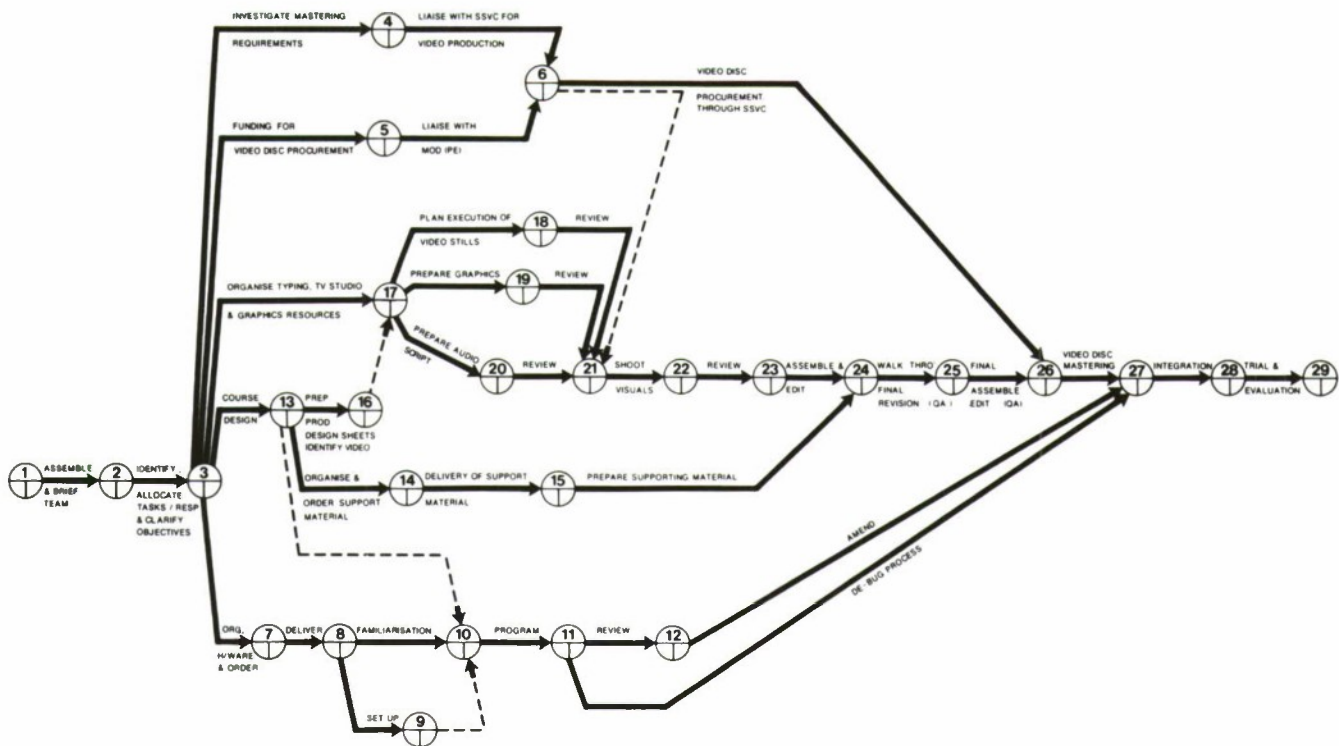 INVESTIGATE MASTERING
REQUIREMENTS
4
LIAISE WITH SSVC FOR
VIDEO PRODUCTION
6
VIDEO DISC
PROCUREMENT
THROUGH SSVC
FUNDING FOR
VIDEO DISC PROCUREMENT
5
LIAISE WITH
MOD (PE)
PLAN EXECUTION OF
VIDEO STILLS
18
REVIEW
PREPARE GRAPHICS
19
REVIEW
ORGANISE TYPING, TV STUDIO
& GRAPHICS RESOURCES
17
PREPARE AUDIO
SCRIPT
20
REVIEW
21
SHOOT
VISUALS
22
REVIEW
23
ASSEMBLE &
EDIT
24
WALK THRO'
FINAL
REVISION (QA)
25
FINAL
ASSEMBLE
EDIT (QA)
26
VIDEO DISC
MASTERING
27
INTEGRATION
28
TRIAL &
EVALUATION
29
COURSE
DESIGN
13
PREP
PROD
DESIGN SHEETS
IDENTIFY VIDEO
16
1
ASSEMBLE
& BRIEF
TEAM
2
IDENTIFY,
ALLOCATE
TASKS / RESP
& CLARIFY
OBJECTIVES
3
ORGANISE &
ORDER SUPPORT
MATERIAL
14
DELIVERY OF SUPPORT
MATERIAL
15
PREPARE SUPPORTING MATERIAL
AMEND
DE-BUG PROCESS
ORG,
H/WARE
& ORDER
7
DELIVER
8
FAMILIARISATION
10
PROGRAM
11
REVIEW
12
SET UP
9